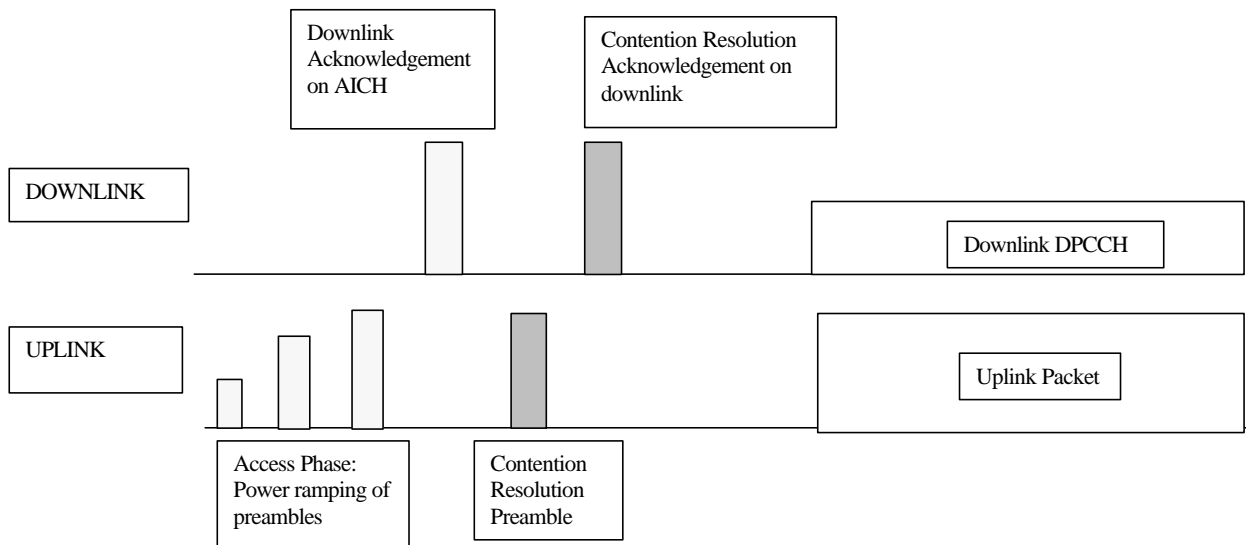 Downlink
Acknowledgement
on AICH
Contention Resolution
Acknowledgement on
downlink
DOWNLINK
Downlink DPCCH
UPLINK
Uplink Packet
Access Phase:
Power ramping of
preambles
Contention
Resolution
Preamble